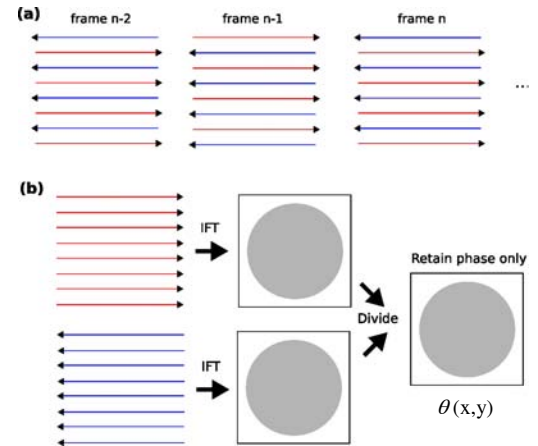 (a)
frame n-2 frame n-1 frame n
...
(b)
IFT
Retain phase only
Divide
IFT
θ(x,y)